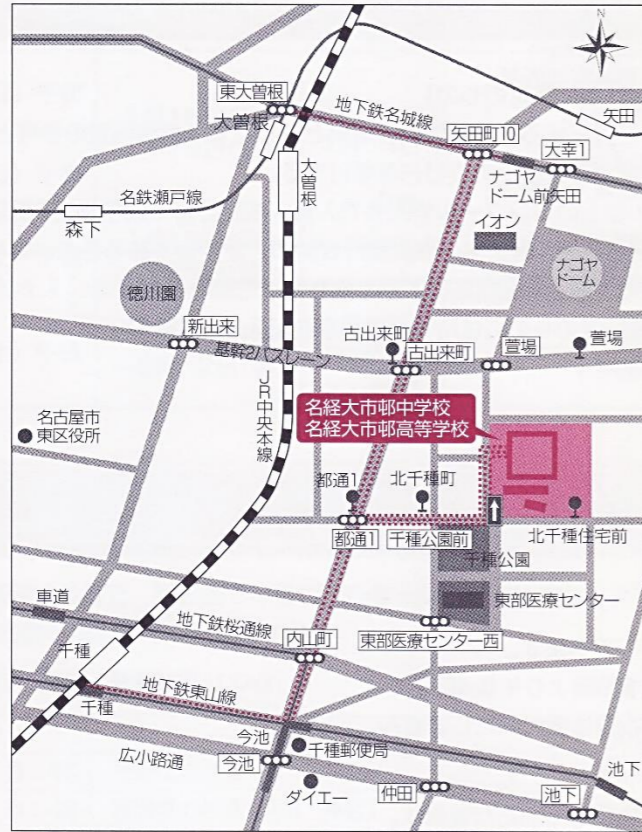 N
東大曽根
大曽根
地下鉄名城線
矢田
矢田町10
大幸1
大曽根
ナゴヤ
ドーム前矢田
名鉄瀬戸線
森下
イオン
ナゴヤ
ドーム
徳川園
新出来
古出来町
古出来町
萱場
萱場
基幹2バスレーン
JR中央本線
名古屋市
東区役所
名経大市邨中学校
名経大市邨高等学校
都通1
北千種町
都通1
千種公園前
北千種住宅前
千種公園
東部医療センター
車道
地下鉄桜通線
千種
内山町
東部医療センター西
地下鉄東山線
千種
今池
千種郵便局
広小路通
今池
ダイエー
仲田
池下
池下